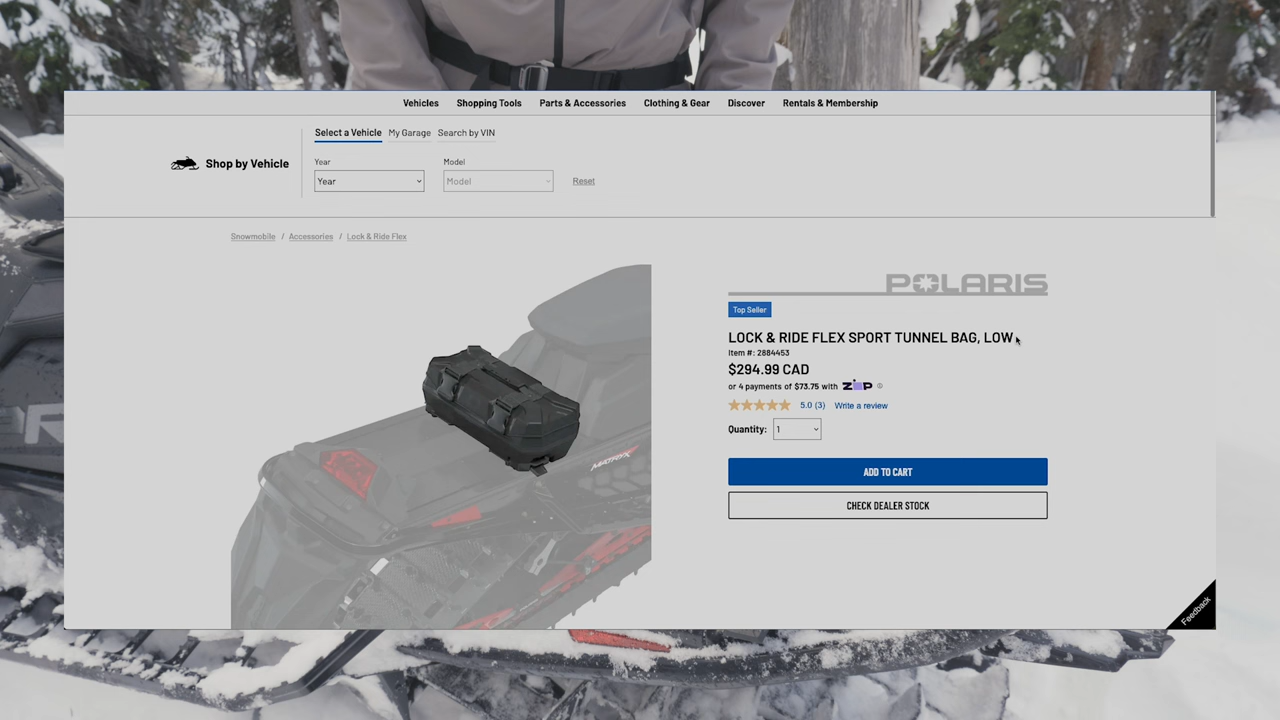 Vehicles Shopping Tools Parts & Accessories Clothing & Gear Discover Rentals & Membership
Shop by Vehicle
Select a Vehicle My Garage Search by VIN
Year Model
Year Model Reset
Snowmobile / Accessories / Lock & Ride Flex
MATRYX
POLARIS
Top Seller
LOCK & RIDE FLEX SPORT TUNNEL BAG, LOW
Item #: 2884453
$294.99 CAD
or 4 payments of $73.75 with ZIP
5.0 (3) Write a review
Quantity: 1
ADD TO CART
CHECK DEALER STOCK
Feedback